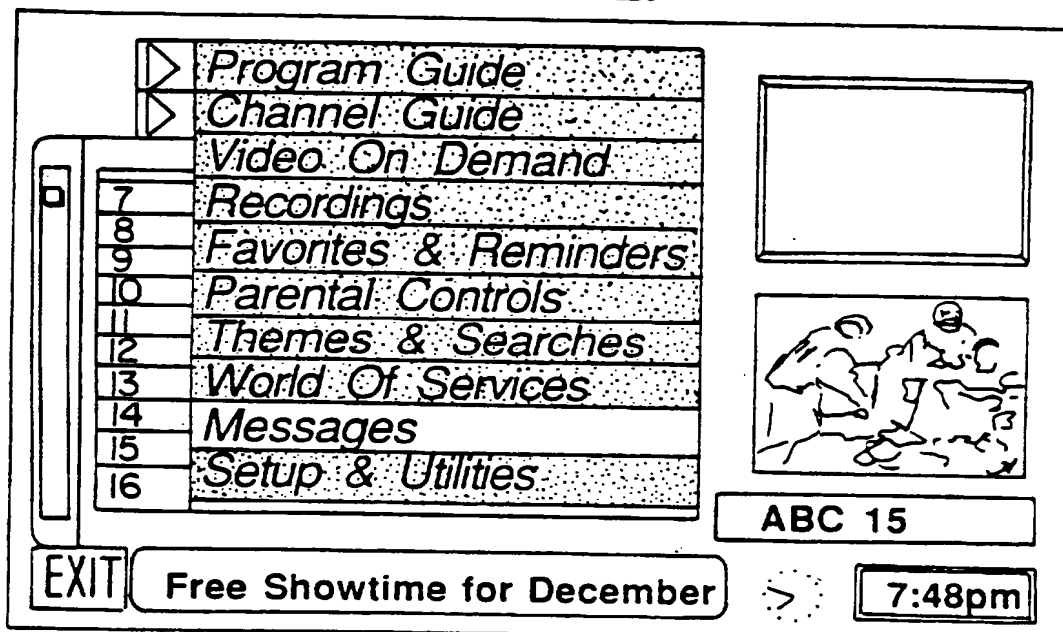 Program Guide
Channel Guide
Video On Demand
7 Recordings
8
9 Favorites & Reminders
10 Parental Controls
11
12 Themes & Searches
13 World Of Services
14 Messages
15
16 Setup & Utilities
ABC 15
EXIT Free Showtime for December 7:48pm